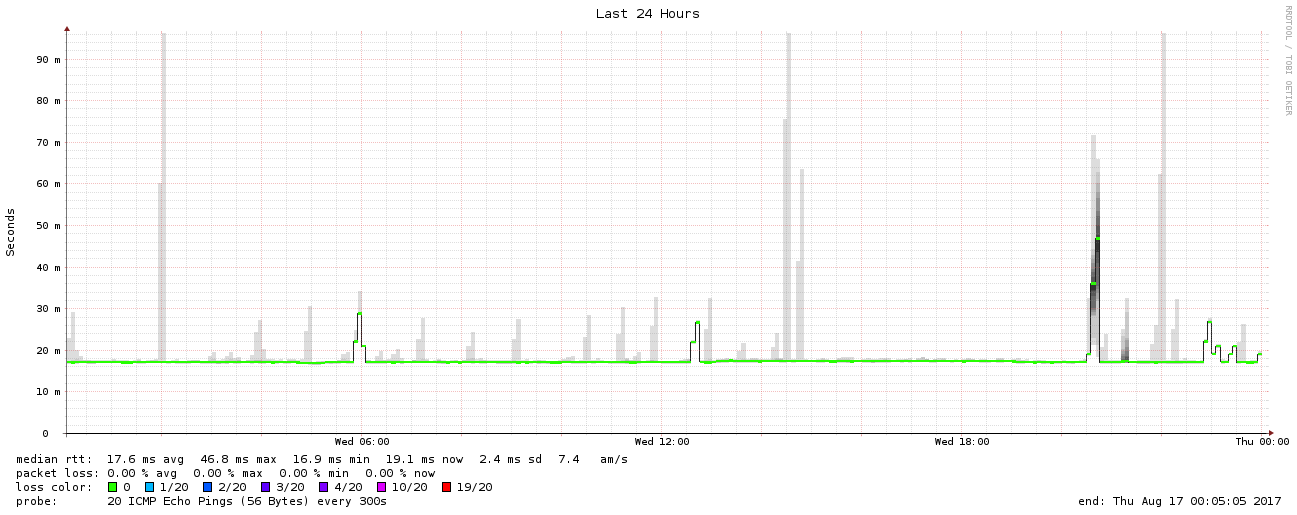 Last 24 Hours
RRDTOOL / TOBI OETIKER
Seconds
90 m
80 m
70 m
60 m
50 m
40 m
30 m
20 m
10 m
0
Wed 06:00 Wed 12:00 Wed 18:00 Thu 00:00
median rtt: 17.6 ms avg 46.8 ms max 16.9 ms min 19.1 ms now 2.4 ms sd 7.4 am/s
packet loss: 0.00 % avg 0.00 % max 0.00 % min 0.00 % now
loss color: 0 1/20 2/20 3/20 4/20 10/20 19/20
probe: 20 ICMP Echo Pings (56 Bytes) every 300s end: Thu Aug 17 00:05:05 2017